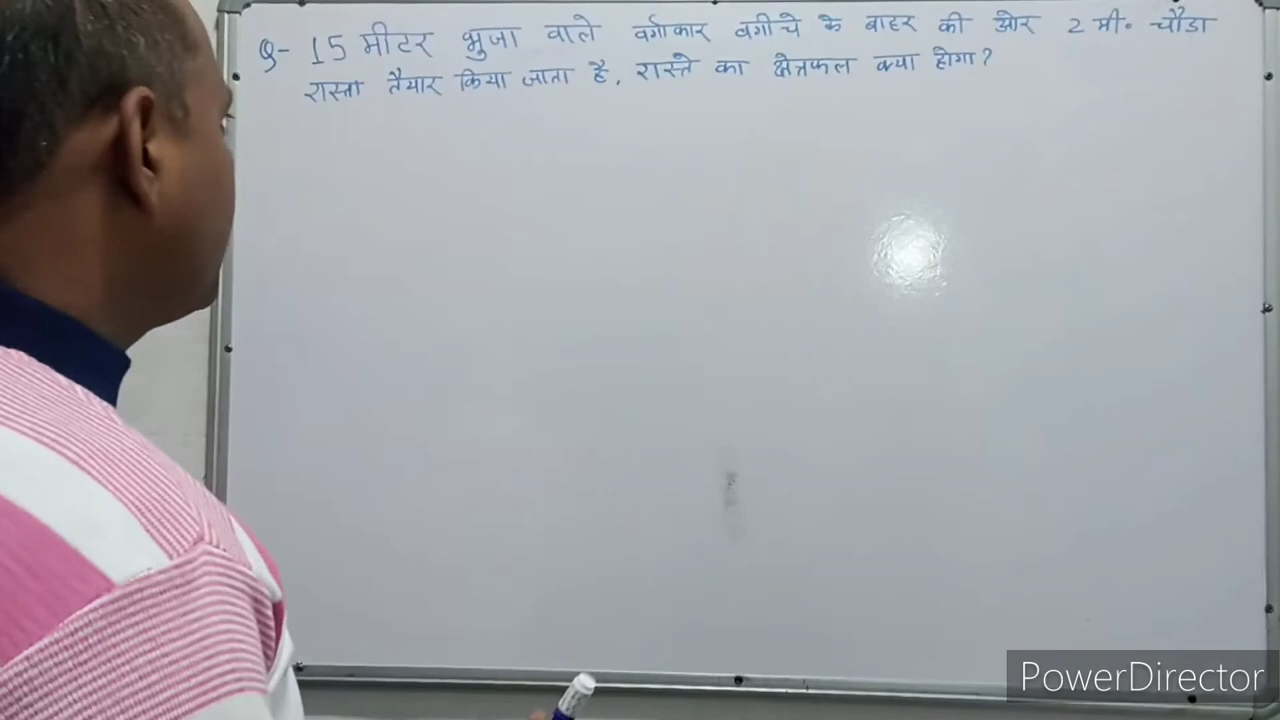 Q- 15 मीटर भुजा वाले वर्गाकार बगीचे के बाहर की ओर 2 मी० चौडा
रास्ता तैयार किया जाता है, रास्ते का क्षेत्रफल क्या होगा?
PowerDirector